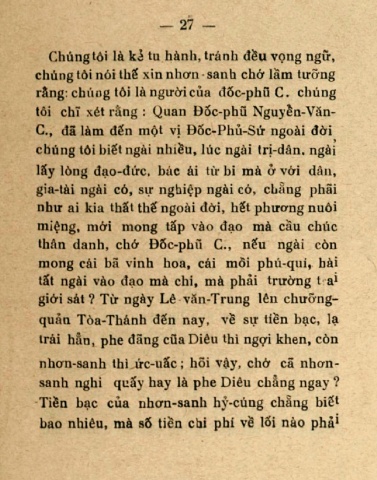 — 27 —
Chúng tôi là kẻ tu hành, tránh đều vọng ngữ,
chúng tôi nói thế xin nhơn-sanh chớ lầm tưởng
rằng: chúng tôi là người của đốc-phũ C. chúng
tôi chĩ xét rằng : Quan Đốc-phũ Nguyễn-Văn-
C., đã làm đến một vị Đốc-Phủ-Sứ ngoài đời
chúng tôi biết ngài nhiều, lúc ngài trị-dân. ngài
lấy lòng đạo-đức, bác ái từ bi mà ở với dân,
gia-tài ngài có, sự nghiệp ngài có, chẳng phãi
như ai kia thất thế ngoài đời, hết phương nuôi
miệng, mới mong tấp vào đạo mà cầu chúc
thân danh, chớ Đốc-phũ C., nếu ngài còn
mong cái bã vinh hoa, cái mồi phú-quí, bài
tất ngài vào đạo mà chi, mà phải trường tai
giới sát ? Từ ngày Lê-văn-Trung lên chưởng-
quản Tòa-Thánh đến nay, về sự tiền bạc, lạ
trái hẳn, phe đãng của Diêu thì ngợi khen, còn
nhơn-sanh thì ức-uấc ; hõi vậy, chớ cã nhơn-
sanh nghi quấy hay là phe Diêu chẳng ngay ?
Tiền bạc của nhơn-sanh hỹ-cúng chẳng biết
bao nhiêu, mà số tiền chi phí về lối nào phải